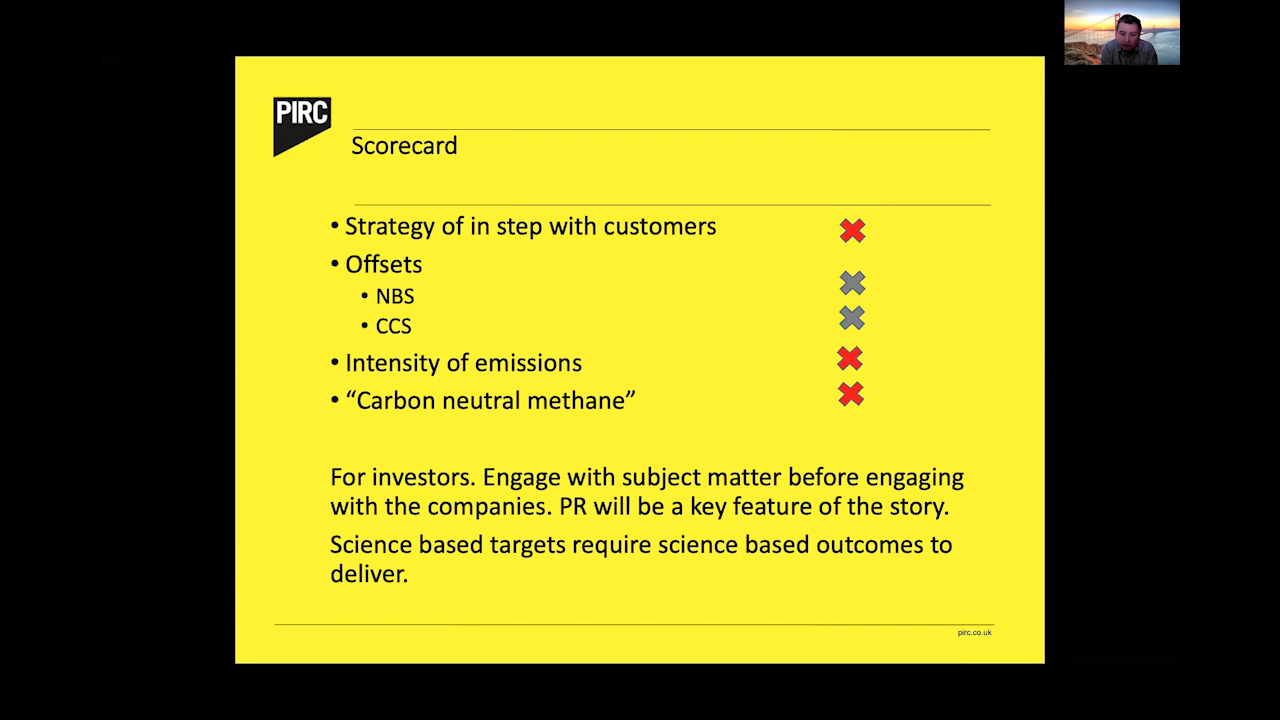 PIRC
Scorecard
• Strategy of in step with customers
• Offsets
• NBS
• CCS
• Intensity of emissions
• “Carbon neutral methane”
For investors. Engage with subject matter before engaging
with the companies. PR will be a key feature of the story.
Science based targets require science based outcomes to
deliver.
pirc.co.uk